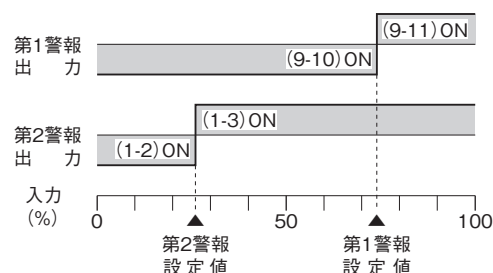 第1警報
出 力
(9-10)ON
(9-11)ON
第2警報
出 力
(1-2)ON
(1-3)ON
入力
(%)
0 50 100
第2警報
設定値
第1警報
設定値